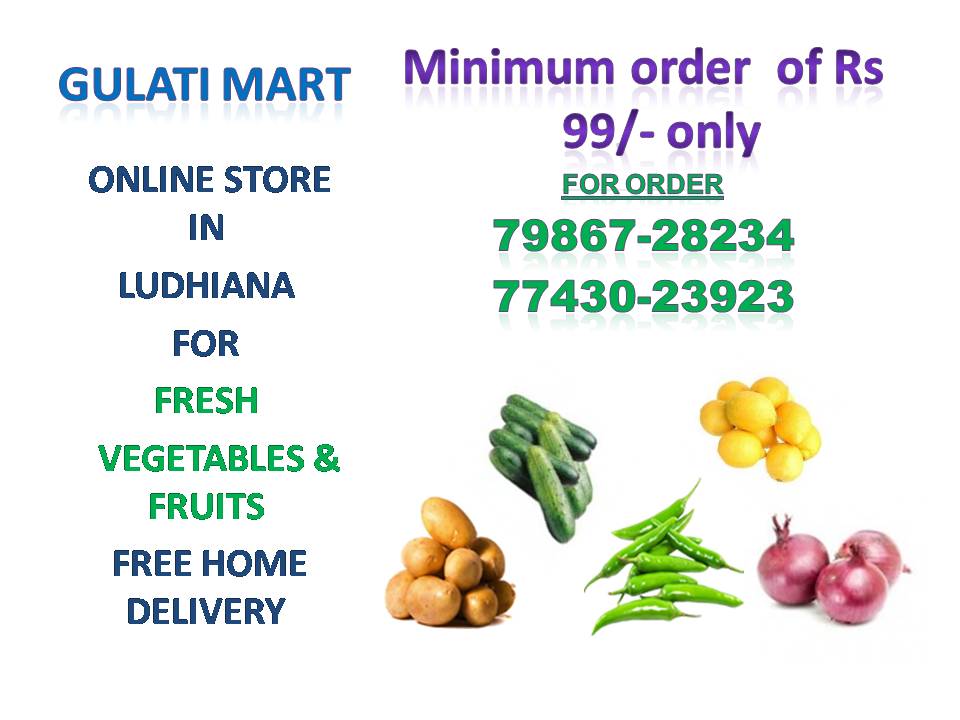 GULATI MART
ONLINE STORE
IN
LUDHIANA
FOR
FRESH
VEGETABLES &
FRUITS
FREE HOME
DELIVERY
Minimum order of Rs
99/- only
FOR ORDER
79867-28234
77430-23923